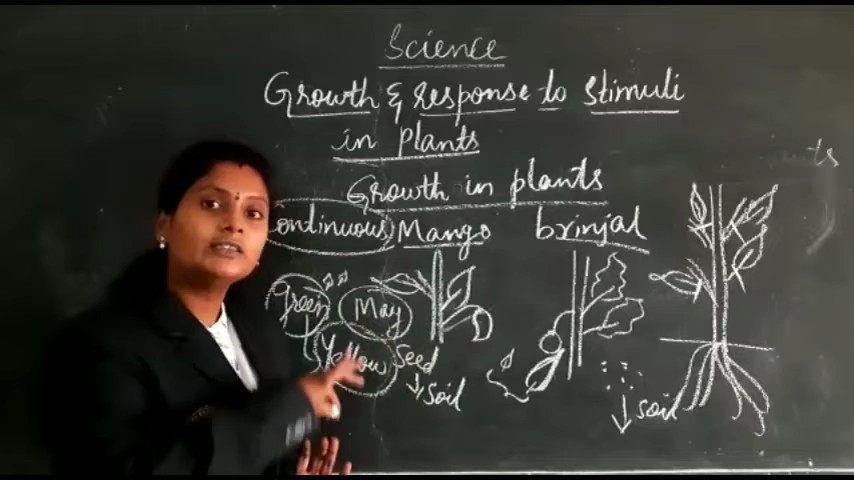 Science
Growth & response to stimuli
in plants
Growth in plants
continuous Mango brinjal
Green May
Yellow Seed
soil soil